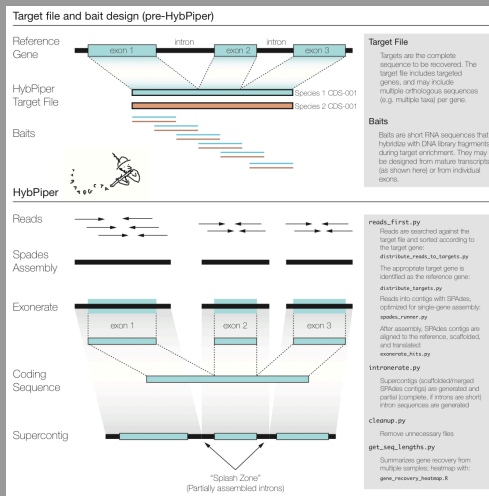 Target file and bait design (pre-HybPiper)
Reference
Gene
exon 1
intron
exon 2
intron
exon 3
HybPiper
Target File
Species 1 CDS-001
Species 2 CDS-001
Baits
Target File
Targets are the complete
sequence to be recovered. The
target file includes targeted
genes, and may include
multiple orthologous sequences
(e.g. multiple taxa) per gene.
Baits
Baits are short RNA sequences that
hybridize with DNA library fragments
during target enrichment. They may
be designed from mature transcripts
(as shown here) or from individual
exons.
HybPiper
Reads
Spades
Assembly
Exonerate
exon 1
exon 2
exon 3
Coding
Sequence
Supercontig
"Splash Zone"
(Partially assembled introns)
reads_first.py
Reads are searched against the
target file and sorted according to
the target gene:
distribute_reads_to_targets.py
The appropriate target gene is
identified as the reference gene:
distribute_targets.py
Reads into contigs with SPAdes,
optimized for single-gene assembly:
spades_runner.py
After assembly, SPAdes contigs are
aligned to the reference, scaffolded,
and translated:
exonerate_hits.py
intronerate.py
Supercontigs (scaffolded/merged
SPAdes contigs) are generated and
partial (complete, if introns are short)
intron sequences are generated
cleanup.py
Remove unnecessary files
get_seq_lengths.py
Summarizes gene recovery from
multiple samples; heatmap with:
gene_recovery_heatmap.R